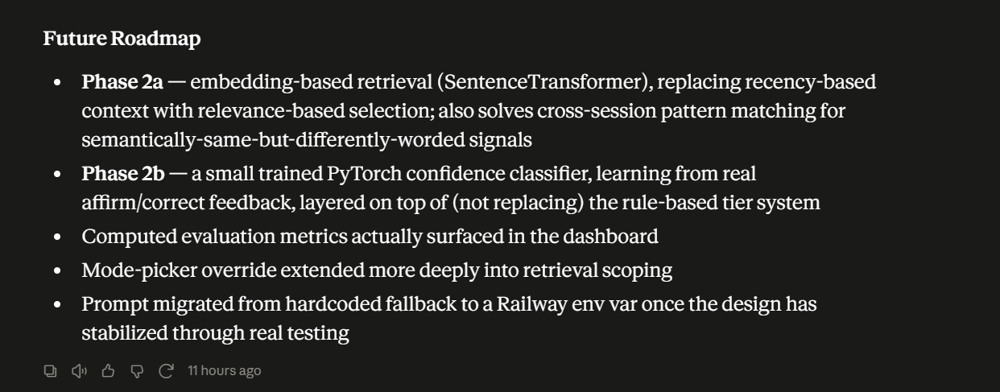 Future Roadmap
• Phase 2a — embedding-based retrieval (SentenceTransformer), replacing recency-based
context with relevance-based selection; also solves cross-session pattern matching for
semantically-same-but-differently-worded signals
• Phase 2b — a small trained PyTorch confidence classifier, learning from real
affirm/correct feedback, layered on top of (not replacing) the rule-based tier system
• Computed evaluation metrics actually surfaced in the dashboard
• Mode-picker override extended more deeply into retrieval scoping
• Prompt migrated from hardcoded fallback to a Railway env var once the design has
stabilized through real testing
11 hours ago